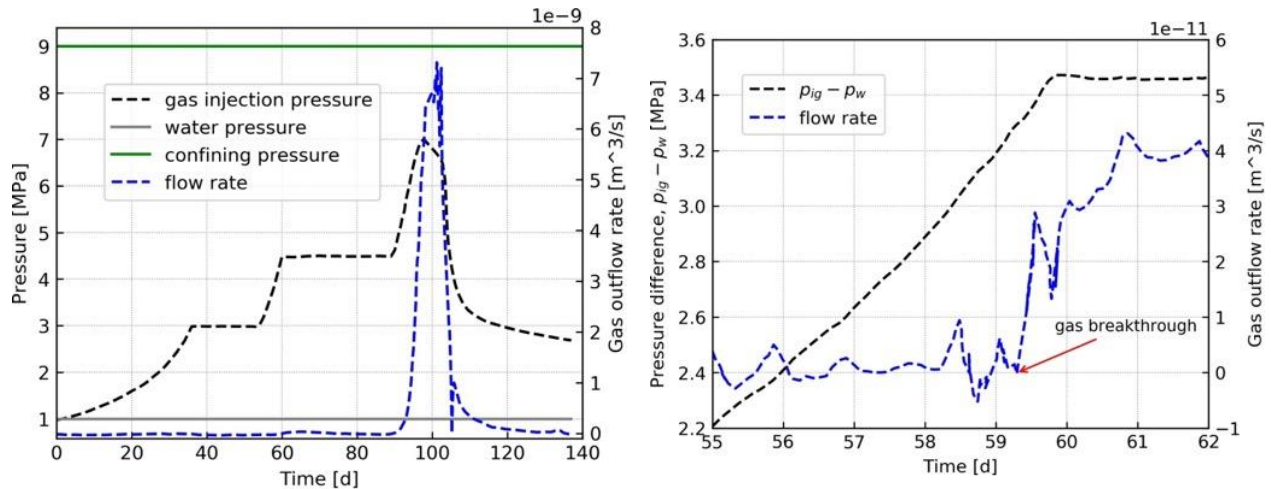 1e−9
9
8
7
6
5
4
3
2
1
Pressure [MPa]
gas injection pressure
water pressure
confining pressure
flow rate
8
7
6
5
4
3
2
1
0
Gas outflow rate [m^3/s]
0 20 40 60 80 100 120 140
Time [d]
1e−11
3.6
3.4
3.2
3.0
2.8
2.6
2.4
2.2
Pressure difference, p_ig − p_w [MPa]
p_ig − p_w
flow rate
gas breakthrough
6
5
4
3
2
1
0
−1
Gas outflow rate [m^3/s]
55 56 57 58 59 60 61 62
Time [d]